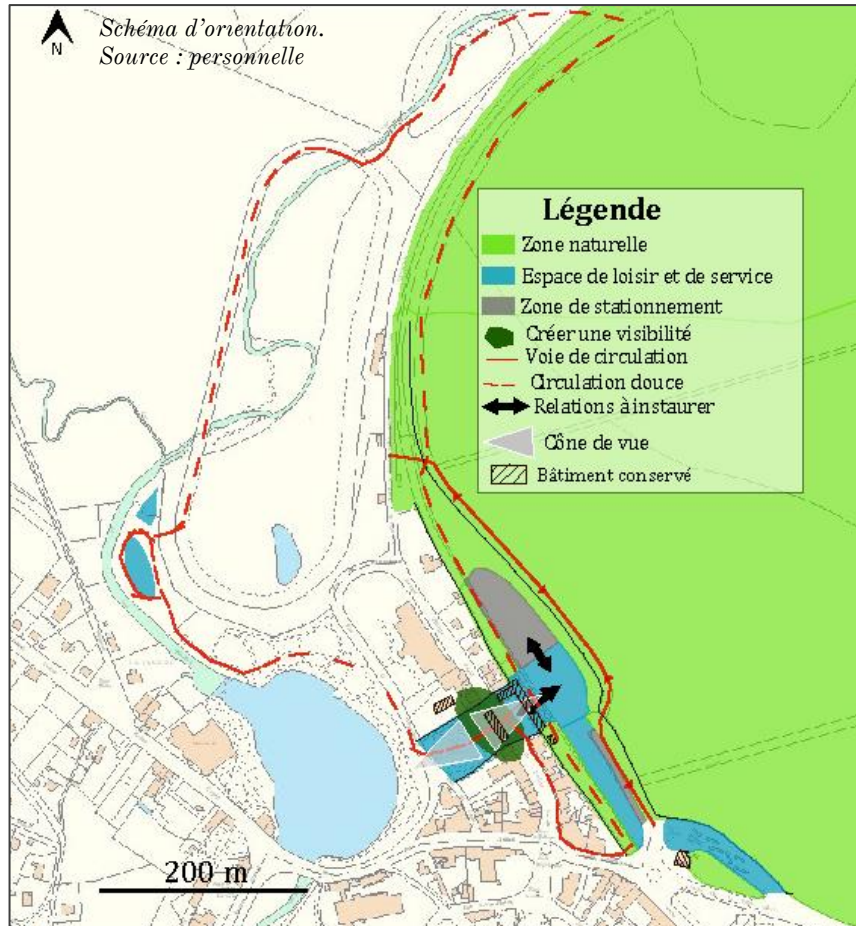 Schéma d'orientation.
Source : personnelle
N
Légende
Zone naturelle
Espace de loisir et de service
Zone de stationnement
Créer une visibilité
Voie de circulation
Circulation douce
Relations à instaurer
Cône de vue
Bâtiment conservé
200 m